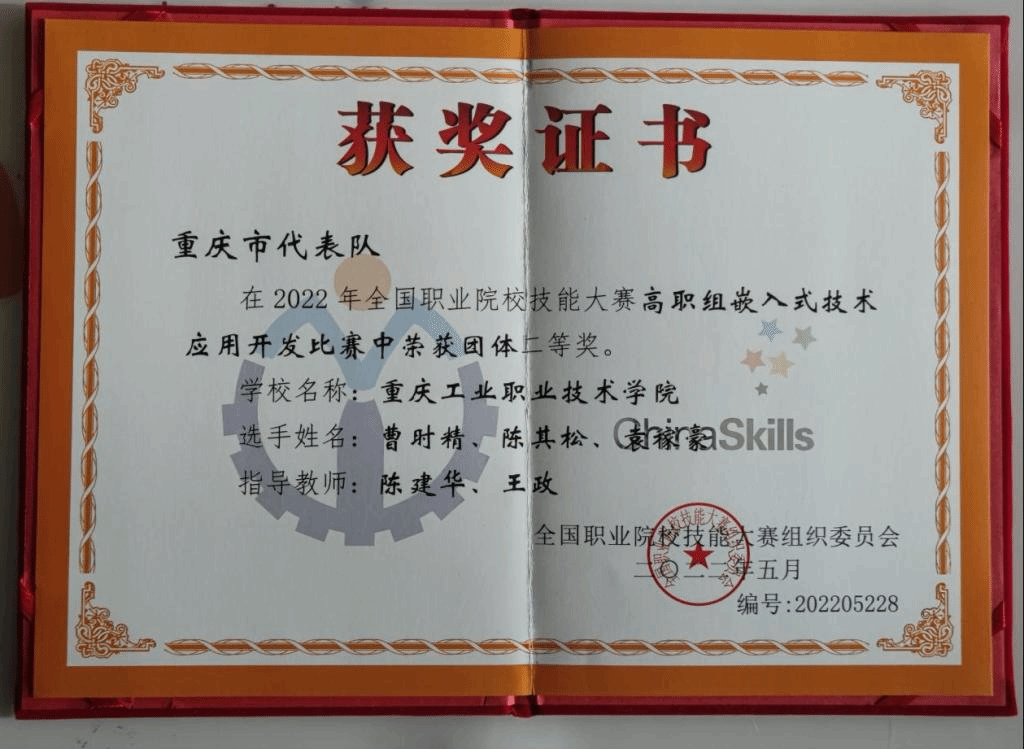 获奖证书
重庆市代表队
在2022年全国职业院校技能大赛高职组嵌入式技术
应用开发比赛中荣获团体二等奖。
学校名称：重庆工业职业技术学院
选手姓名：曹时精、陈其松、袁稼豪
指导教师：陈建华、王政
ChinaSkills
全国职业院校技能大赛组织委员会
二〇二二年五月
编号:202205228